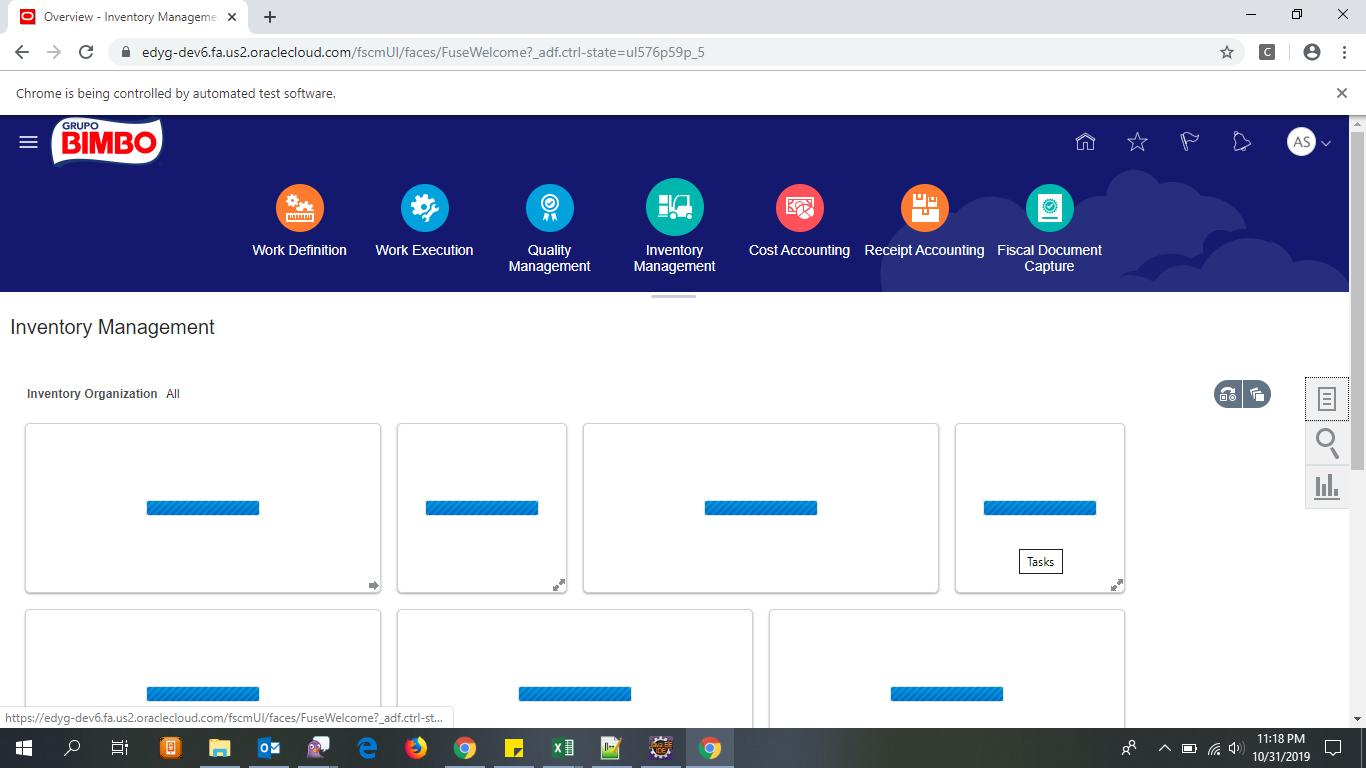 Overview - Inventory Manageme
edyg-dev6.fa.us2.oraclecloud.com/fscmUI/faces/FuseWelcome?_adf.ctrl-state=ul576p59p_5
C
Chrome is being controlled by automated test software.
GRUPO
BIMBO
AS
Work Definition
Work Execution
Quality
Management
Inventory
Management
Cost Accounting
Receipt Accounting
Fiscal Document
Capture
Inventory Management
Inventory Organization All
Tasks
https://edyg-dev6.fa.us2.oraclecloud.com/fscmUI/faces/FuseWelcome?_adf.ctrl-st...
11:18 PM
10/31/2019